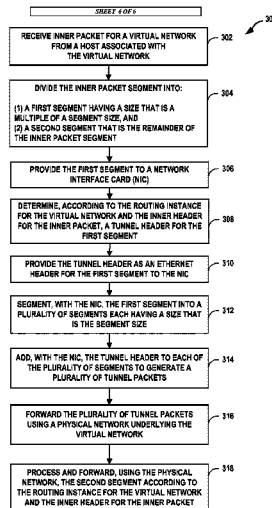 SHEET 6 OF 6
RECEIVE INNER PACKET FOR A VIRTUAL NETWORK
FROM A HOST ASSOCIATED WITH
THE VIRTUAL NETWORK
302
DIVIDE THE INNER PACKET SEGMENT INTO:
(1) A FIRST SEGMENT HAVING A SIZE THAT IS A
MULTIPLE OF A SEGMENT SIZE, AND
(2) A SECOND SEGMENT THAT IS THE REMAINDER OF
THE INNER PACKET SEGMENT
304
PROVIDE THE FIRST SEGMENT TO A NETWORK
INTERFACE CARD (NIC)
306
DETERMINE, ACCORDING TO THE ROUTING INSTANCE
FOR THE VIRTUAL NETWORK AND THE INNER HEADER
FOR THE INNER PACKET, A TUNNEL HEADER FOR THE
FIRST SEGMENT
308
PROVIDE THE TUNNEL HEADER AS AN ETHERNET
HEADER FOR THE FIRST SEGMENT TO THE NIC
310
SEGMENT, WITH THE NIC, THE FIRST SEGMENT INTO A
PLURALITY OF SEGMENTS EACH HAVING A SIZE THAT
IS THE SEGMENT SIZE
312
ADD, WITH THE NIC, THE TUNNEL HEADER TO EACH OF
THE PLURALITY OF SEGMENTS TO GENERATE A
PLURALITY OF TUNNEL PACKETS
314
FORWARD THE PLURALITY OF TUNNEL PACKETS
USING A PHYSICAL NETWORK UNDERLYING THE
VIRTUAL NETWORK
316
PROCESS AND FORWARD, USING THE PHYSICAL
NETWORK, THE SECOND SEGMENT ACCORDING TO
THE ROUTING INSTANCE FOR THE VIRTUAL NETWORK
AND THE INNER HEADER FOR THE INNER PACKET
318